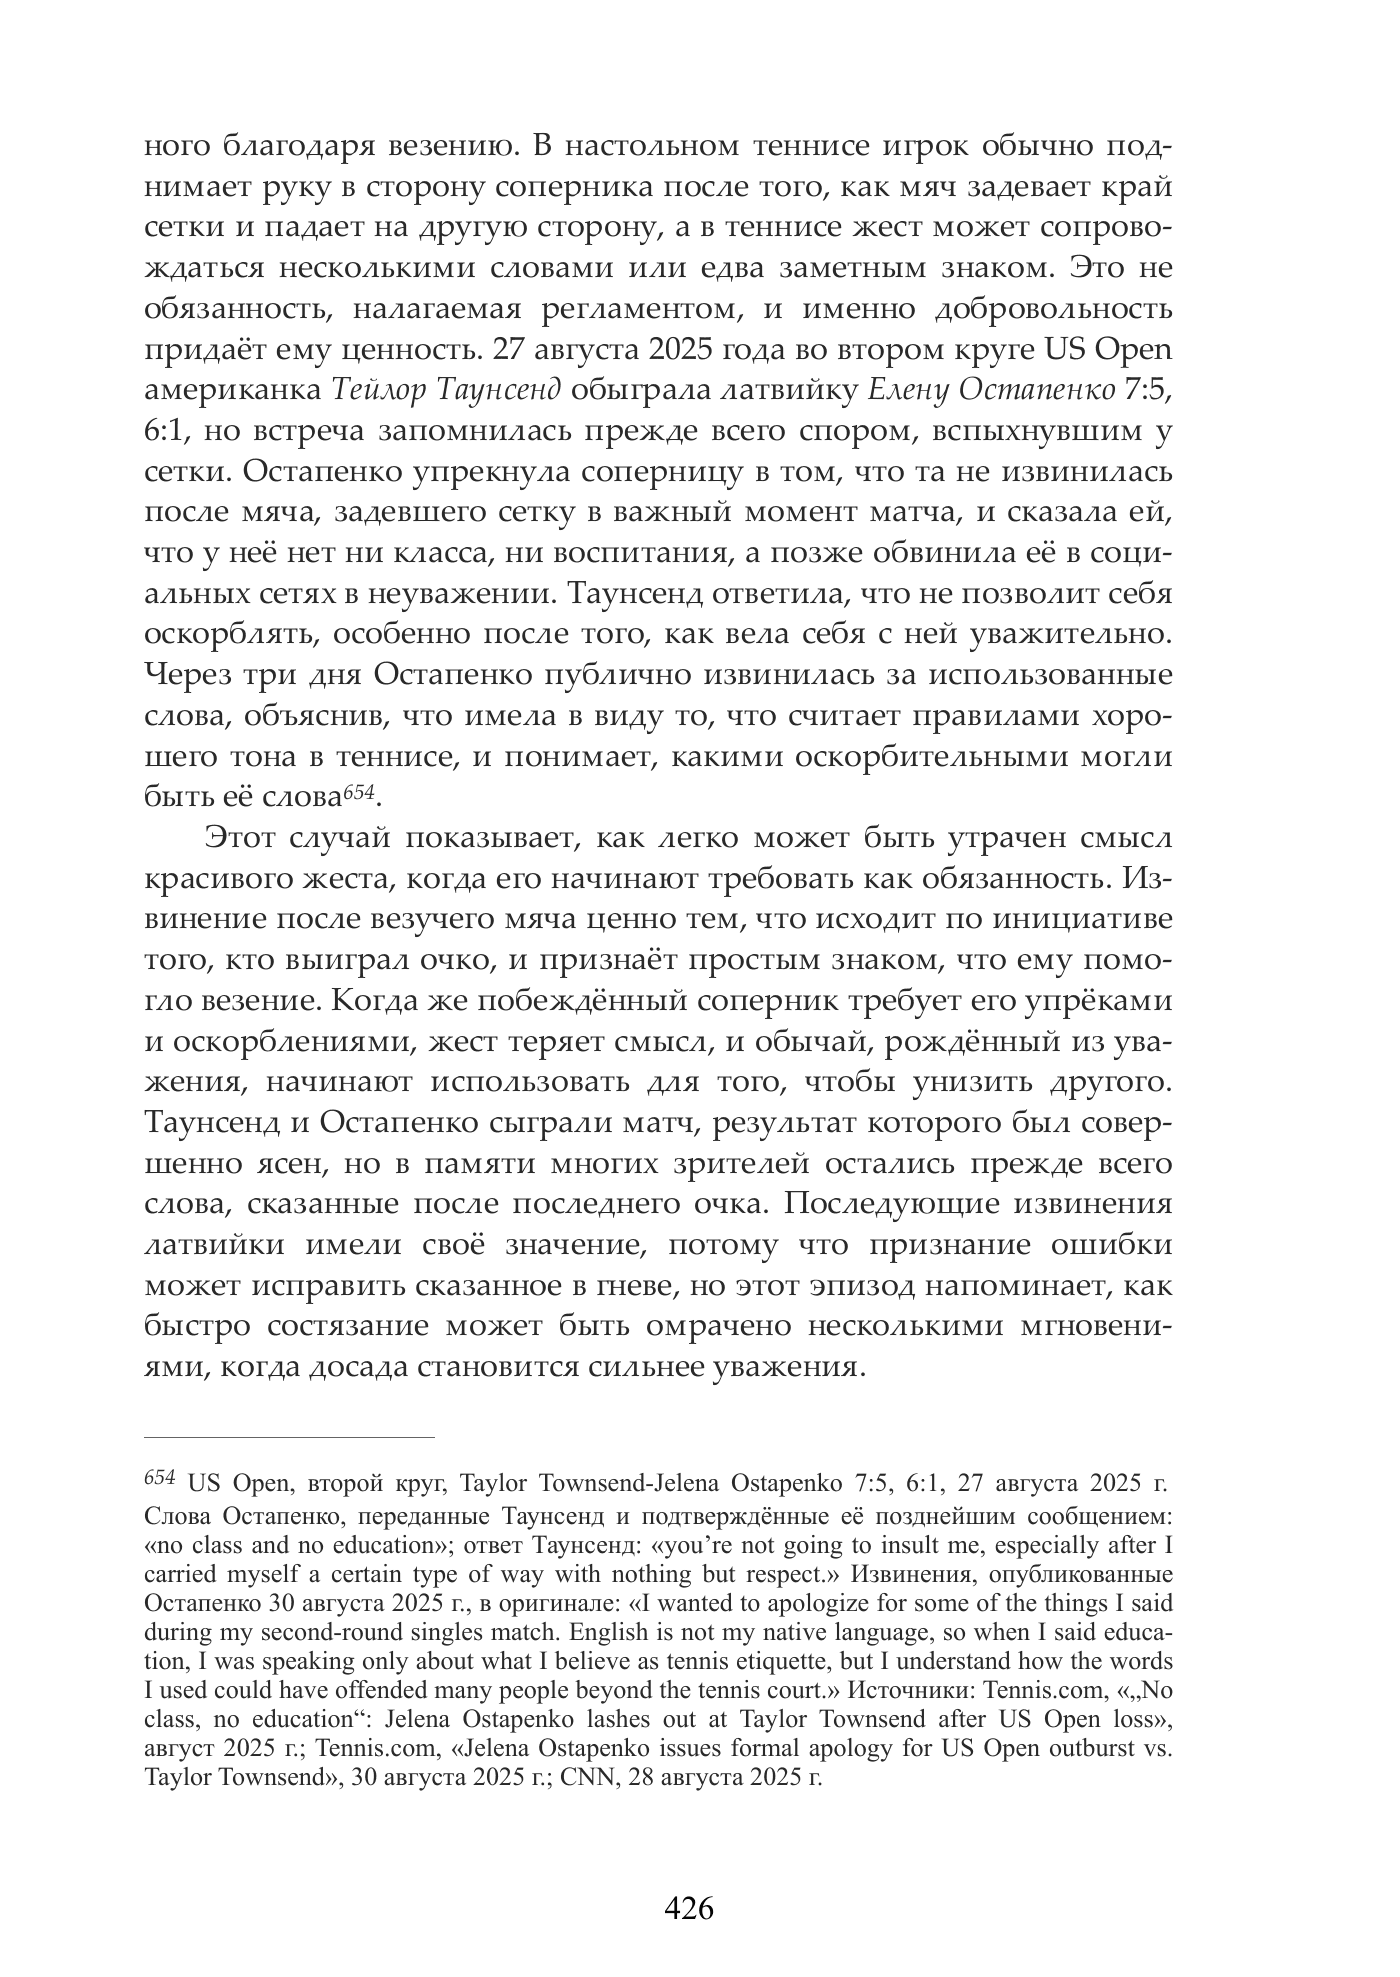 ного благодаря везению. В настольном теннисе игрок обычно под-
нимает руку в сторону соперника после того, как мяч задевает край
сетки и падает на другую сторону, а в теннисе жест может сопрово-
ждаться несколькими словами или едва заметным знаком. Это не
обязанность, налагаемая регламентом, и именно добровольность
придаёт ему ценность. 27 августа 2025 года во втором круге US Open
американка Тейлор Таунсенд обыграла латвийку Елену Остапенко 7:5,
6:1, но встреча запомнилась прежде всего спором, вспыхнувшим у
сетки. Остапенко упрекнула соперницу в том, что та не извинилась
после мяча, задевшего сетку в важный момент матча, и сказала ей,
что у неё нет ни класса, ни воспитания, а позже обвинила её в соци-
альных сетях в неуважении. Таунсенд ответила, что не позволит себя
оскорблять, особенно после того, как вела себя с ней уважительно.
Через три дня Остапенко публично извинилась за использованные
слова, объяснив, что имела в виду то, что считает правилами хоро-
шего тона в теннисе, и понимает, какими оскорбительными могли
быть её слова654.
Этот случай показывает, как легко может быть утрачен смысл
красивого жеста, когда его начинают требовать как обязанность. Из-
винение после везучего мяча ценно тем, что исходит по инициативе
того, кто выиграл очко, и признаёт простым знаком, что ему помо-
гло везение. Когда же побеждённый соперник требует его упрёками
и оскорблениями, жест теряет смысл, и обычай, рождённый из ува-
жения, начинают использовать для того, чтобы унизить другого.
Таунсенд и Остапенко сыграли матч, результат которого был совер-
шенно ясен, но в памяти многих зрителей остались прежде всего
слова, сказанные после последнего очка. Последующие извинения
латвийки имели своё значение, потому что признание ошибки
может исправить сказанное в гневе, но этот эпизод напоминает, как
быстро состязание может быть омрачено несколькими мгновени-
ями, когда досада становится сильнее уважения.
654 US Open, второй круг, Taylor Townsend-Jelena Ostapenko 7:5, 6:1, 27 августа 2025 г.
Слова Остапенко, переданные Таунсенд и подтверждённые её позднейшим сообщением:
«no class and no education»; ответ Таунсенд: «you’re not going to insult me, especially after I
carried myself a certain type of way with nothing but respect.» Извинения, опубликованные
Остапенко 30 августа 2025 г., в оригинале: «I wanted to apologize for some of the things I said
during my second-round singles match. English is not my native language, so when I said educa-
tion, I was speaking only about what I believe as tennis etiquette, but I understand how the words
I used could have offended many people beyond the tennis court.» Источники: Tennis.com, «„No
class, no education“: Jelena Ostapenko lashes out at Taylor Townsend after US Open loss»,
август 2025 г.; Tennis.com, «Jelena Ostapenko issues formal apology for US Open outburst vs.
Taylor Townsend», 30 августа 2025 г.; CNN, 28 августа 2025 г.
426